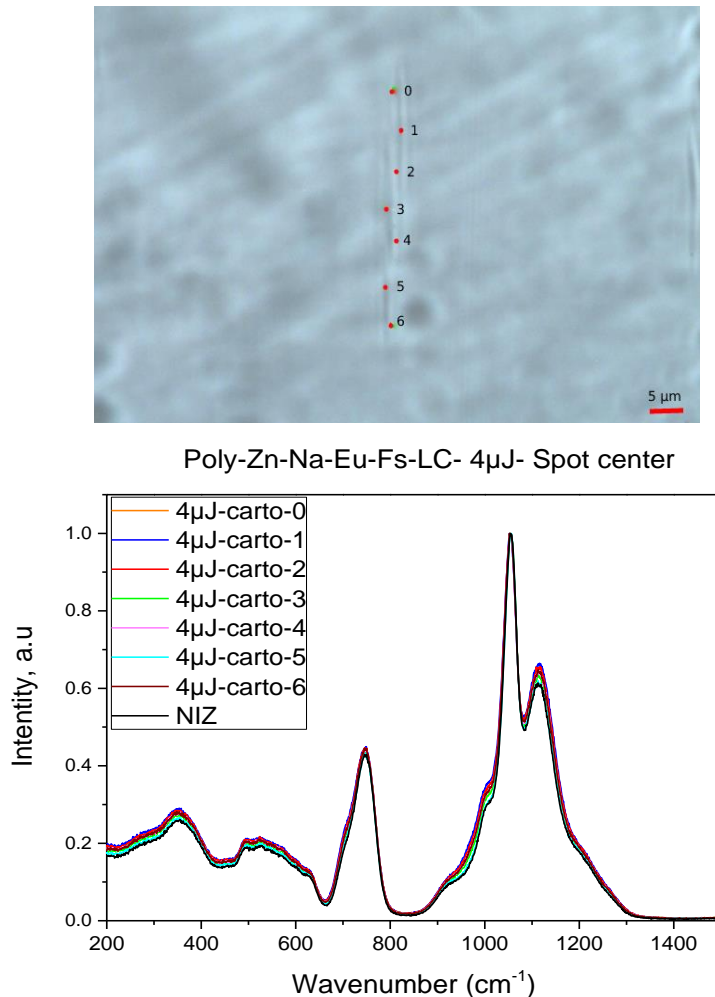 0
1
2
3
4
5
6
5 µm
Poly-Zn-Na-Eu-Fs-LC- 4µJ- Spot center
4µJ-carto-0
4µJ-carto-1
4µJ-carto-2
4µJ-carto-3
4µJ-carto-4
4µJ-carto-5
4µJ-carto-6
NIZ
1.0
0.8
0.6
0.4
0.2
0.0
Intentity, a.u
200 400 600 800 1000 1200 1400
Wavenumber (cm⁻¹)